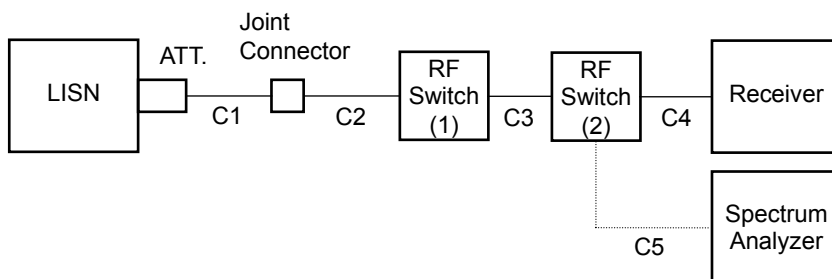 LISN
ATT.
Joint
Connector
C1
C2
RF
Switch
(1)
C3
RF
Switch
(2)
C4
Receiver
C5
Spectrum
Analyzer